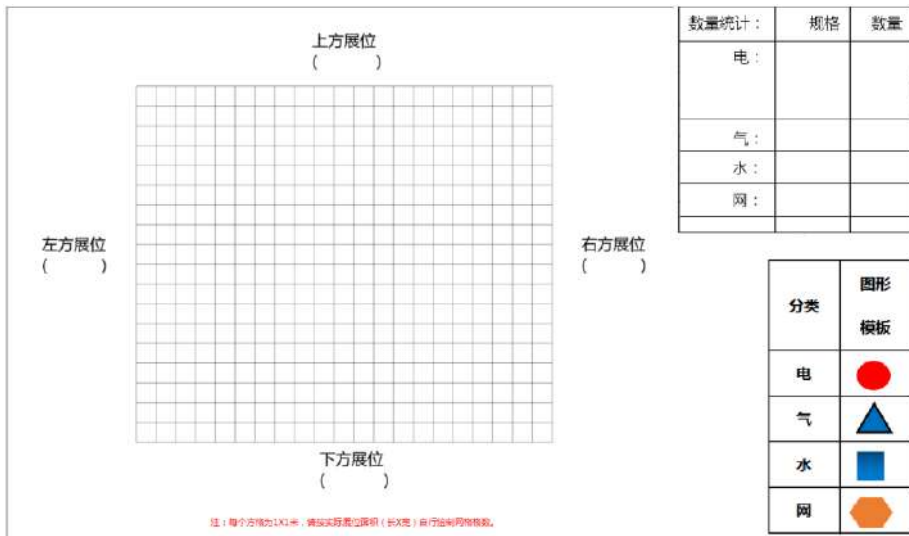 上方展位
(          )
左方展位
(          )
右方展位
(          )
下方展位
(          )
注：每个方格为1X1米，请按实际展位面积（长X宽）自行绘制网格格数。
数量统计： 规格 数量
电：
气：
水：
网：
分类 图形模板
电
气
水
网